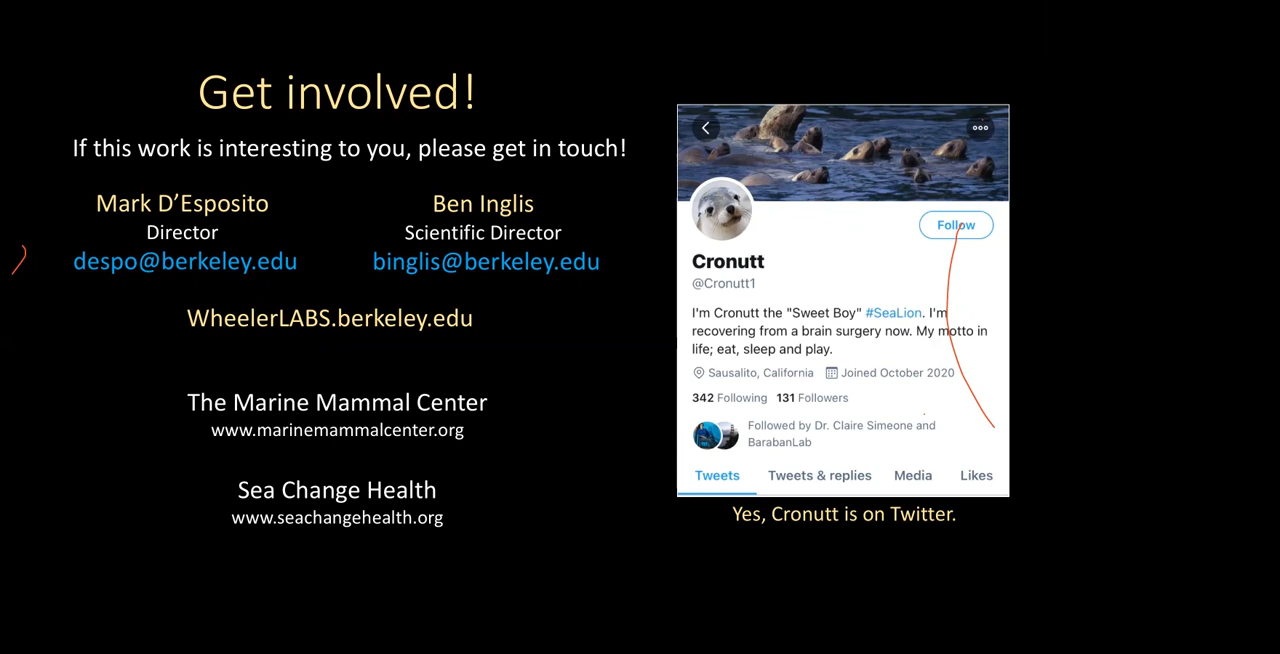 Get involved!
If this work is interesting to you, please get in touch!
Mark D’Esposito
Director
despo@berkeley.edu
Ben Inglis
Scientific Director
binglis@berkeley.edu
WheelerLABS.berkeley.edu
The Marine Mammal Center
www.marinemammalcenter.org
Sea Change Health
www.seachangehealth.org
Follow
Cronutt
@Cronutt1
I'm Cronutt the "Sweet Boy" #SeaLion. I'm
recovering from a brain surgery now. My motto in
life; eat, sleep and play.
Sausalito, California Joined October 2020
342 Following 131 Followers
Followed by Dr. Claire Simeone and
BarabanLab
Tweets Tweets & replies Media Likes
Yes, Cronutt is on Twitter.